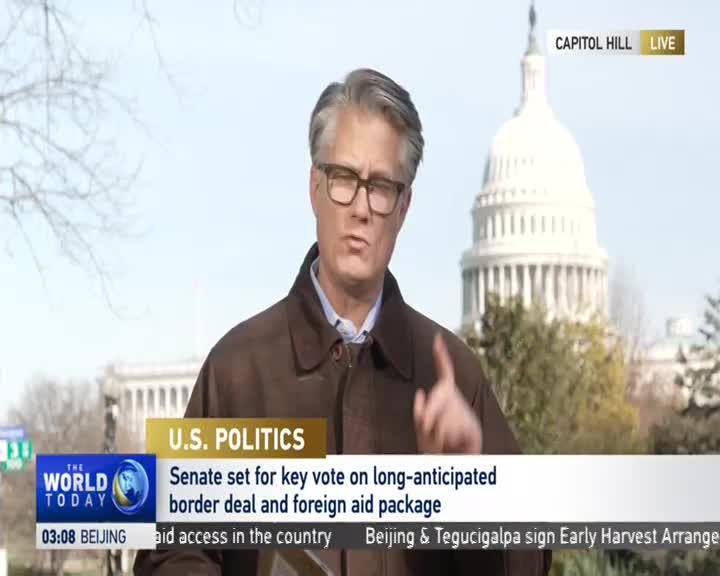 CAPITOL HILL LIVE
U.S. POLITICS
THE
WORLD
TODAY
Senate set for key vote on long-anticipated
border deal and foreign aid package
03:08 BEIJING
aid access in the country Beijing & Tegucigalpa sign Early Harvest Arrange